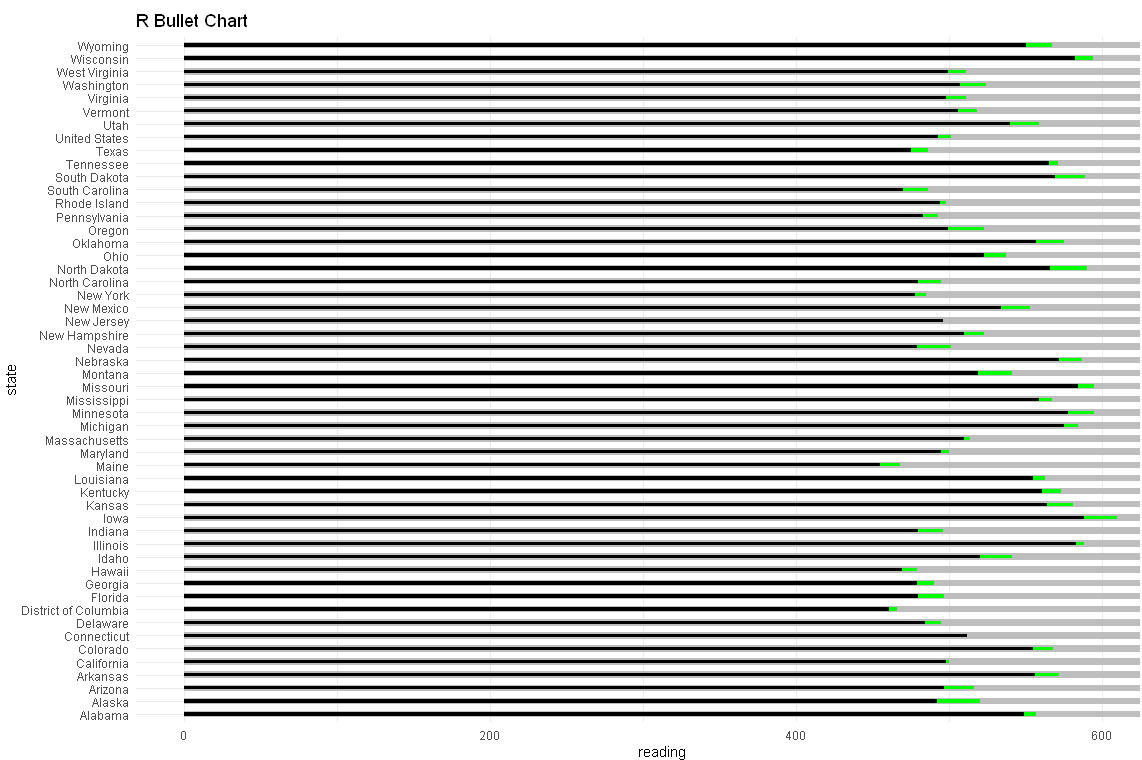 R Bullet Chart
state
Wyoming
Wisconsin
West Virginia
Washington
Virginia
Vermont
Utah
United States
Texas
Tennessee
South Dakota
South Carolina
Rhode Island
Pennsylvania
Oregon
Oklahoma
Ohio
North Dakota
North Carolina
New York
New Mexico
New Jersey
New Hampshire
Nevada
Nebraska
Montana
Missouri
Mississippi
Minnesota
Michigan
Massachusetts
Maryland
Maine
Louisiana
Kentucky
Kansas
Iowa
Indiana
Illinois
Idaho
Hawaii
Georgia
Florida
District of Columbia
Delaware
Connecticut
Colorado
California
Arkansas
Arizona
Alaska
Alabama
0 200 400 600
reading